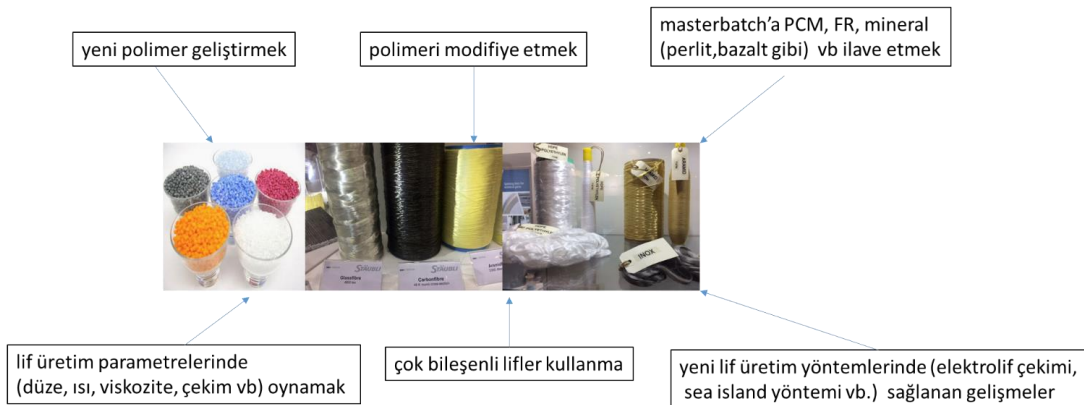 yeni polimer geliştirmek
polimeri modifiye etmek
masterbatch'a PCM, FR, mineral
(perlit,bazalt gibi) vb ilave etmek
STÄUBLI
Glassfibre
STÄUBLI
Carbonfibre
INOX
lif üretim parametrelerinde
(düze, ısı, viskozite, çekim vb) oynamak
çok bileşenli lifler kullanma
yeni lif üretim yöntemlerinde (elektrolif çekimi,
sea island yöntemi vb.) sağlanan gelişmeler